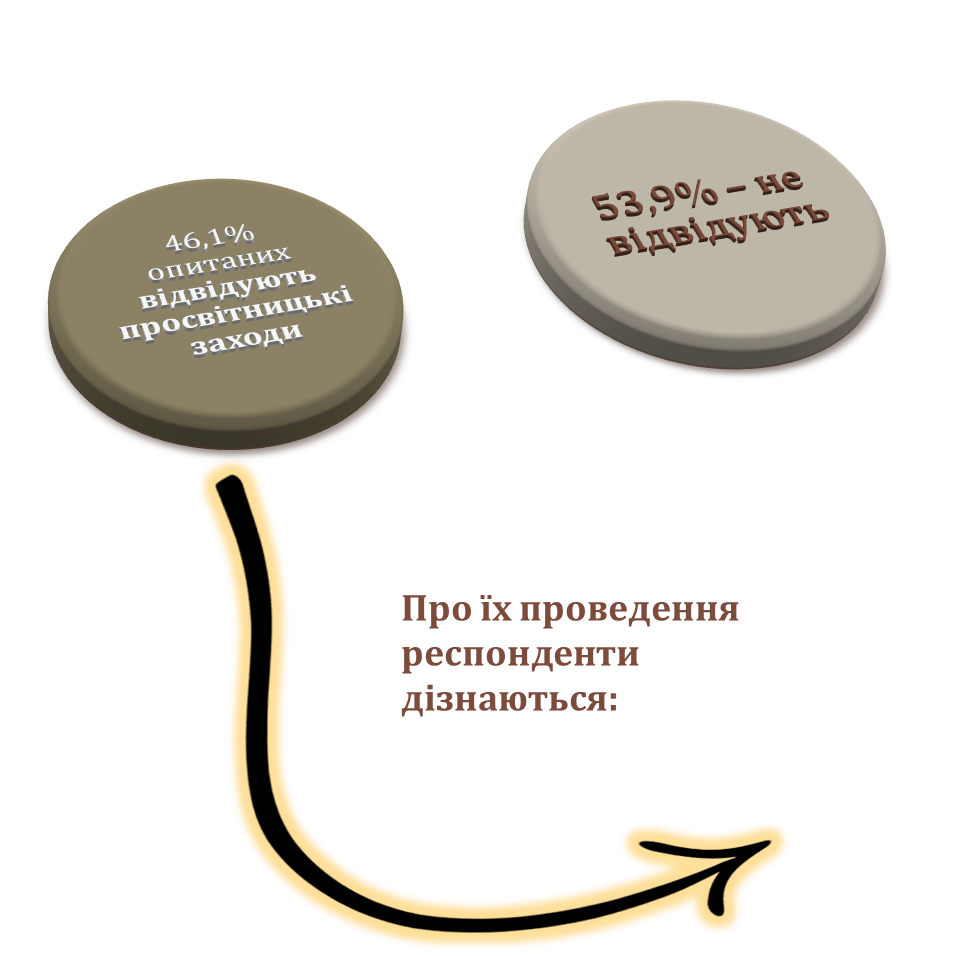 46,1%
опитаних
відвідують
просвітницькі
заходи
53,9% – не
відвідують
Про їх проведення
респонденти
дізнаються: